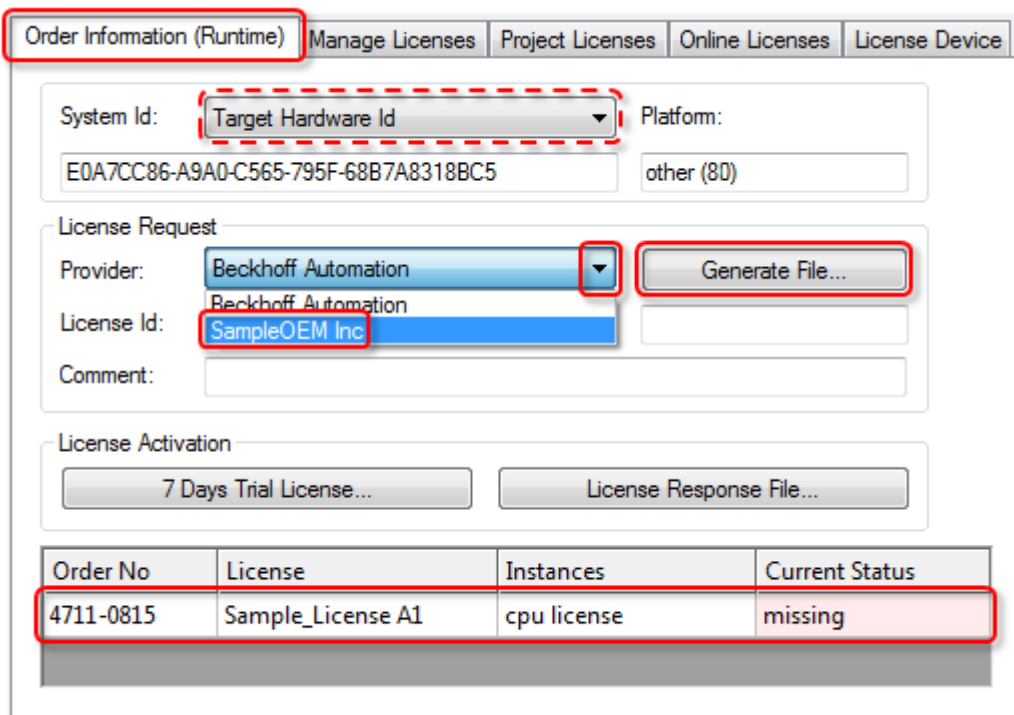 Order Information (Runtime) Manage Licenses Project Licenses Online Licenses License Device
System Id: Target Hardware Id Platform:
E0A7CC86-A9A0-C565-795F-68B7A8318BC5 other (80)
License Request
Provider: Beckhoff Automation Generate File...
Beckhoff Automation
License Id: SampleOEM Inc
Comment:
License Activation
7 Days Trial License... License Response File...
Order No License Instances Current Status
4711-0815 Sample_License A1 cpu license missing